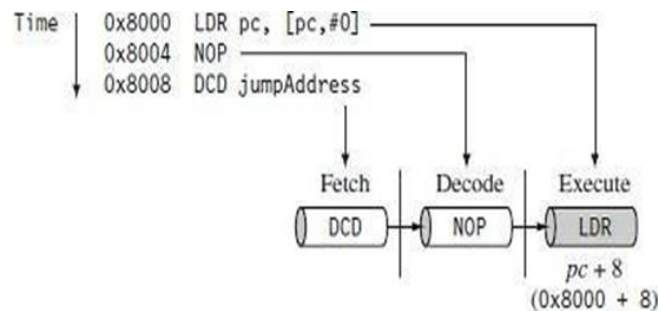 Time 0x8000 LDR pc, [pc,#0]
0x8004 NOP
0x8008 DCD jumpAddress
Fetch Decode Execute
DCD NOP LDR
pc + 8
(0x8000 + 8)